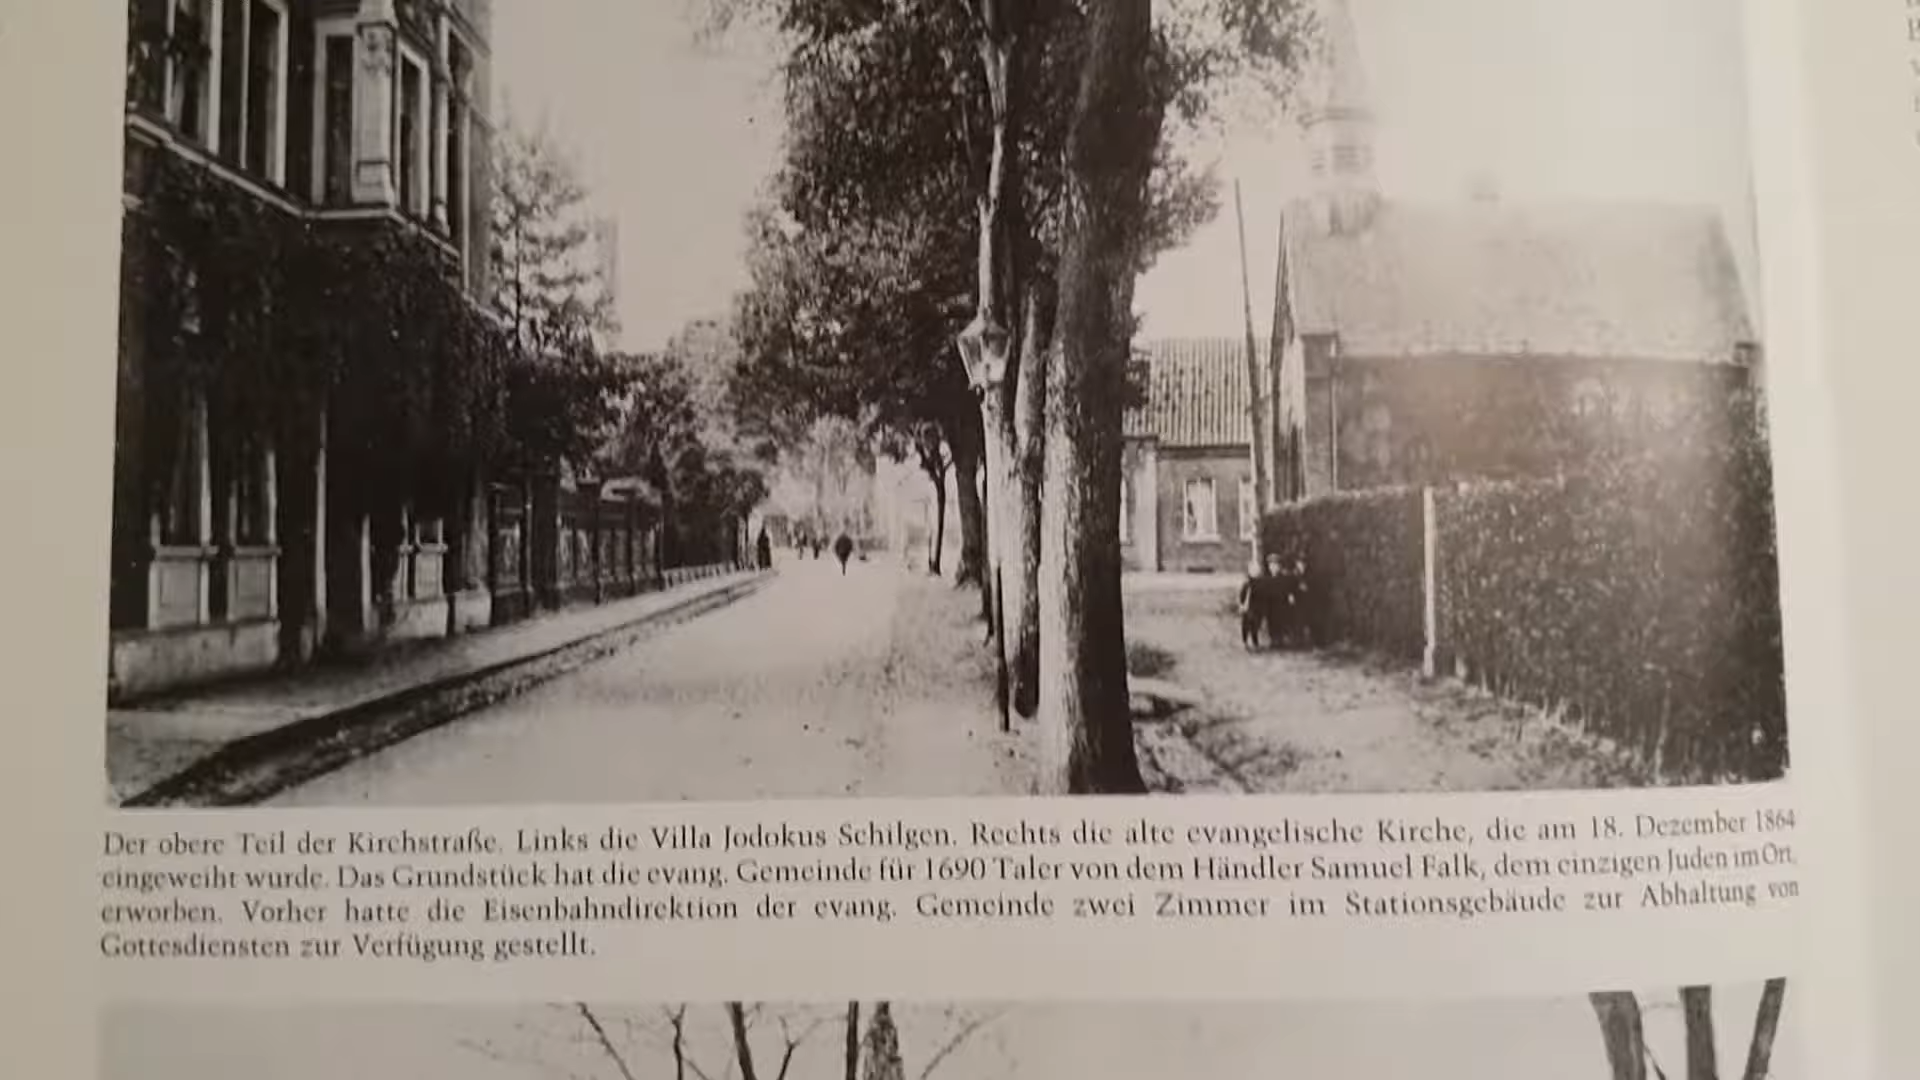 Der obere Teil der Kirchstraße. Links die Villa Jodokus Schilgen. Rechts die alte evangelische Kirche, die am 18. Dezember 1864
eingeweiht wurde. Das Grundstück hat die evang. Gemeinde für 1690 Taler von dem Händler Samuel Falk, dem einzigen Juden im Ort,
erworben. Vorher hatte die Eisenbahndirektion der evang. Gemeinde zwei Zimmer im Stationsgebäude zur Abhaltung von
Gottesdiensten zur Verfügung gestellt.